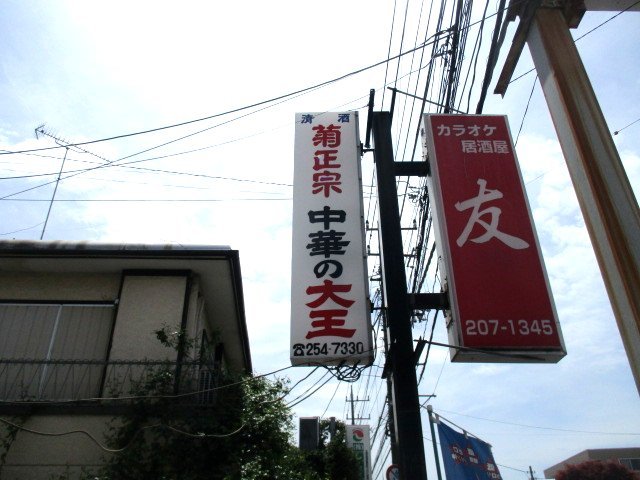 清酒
菊正宗
中華の
大王
☎254-7330
カラオケ
居酒屋
友
207-1345